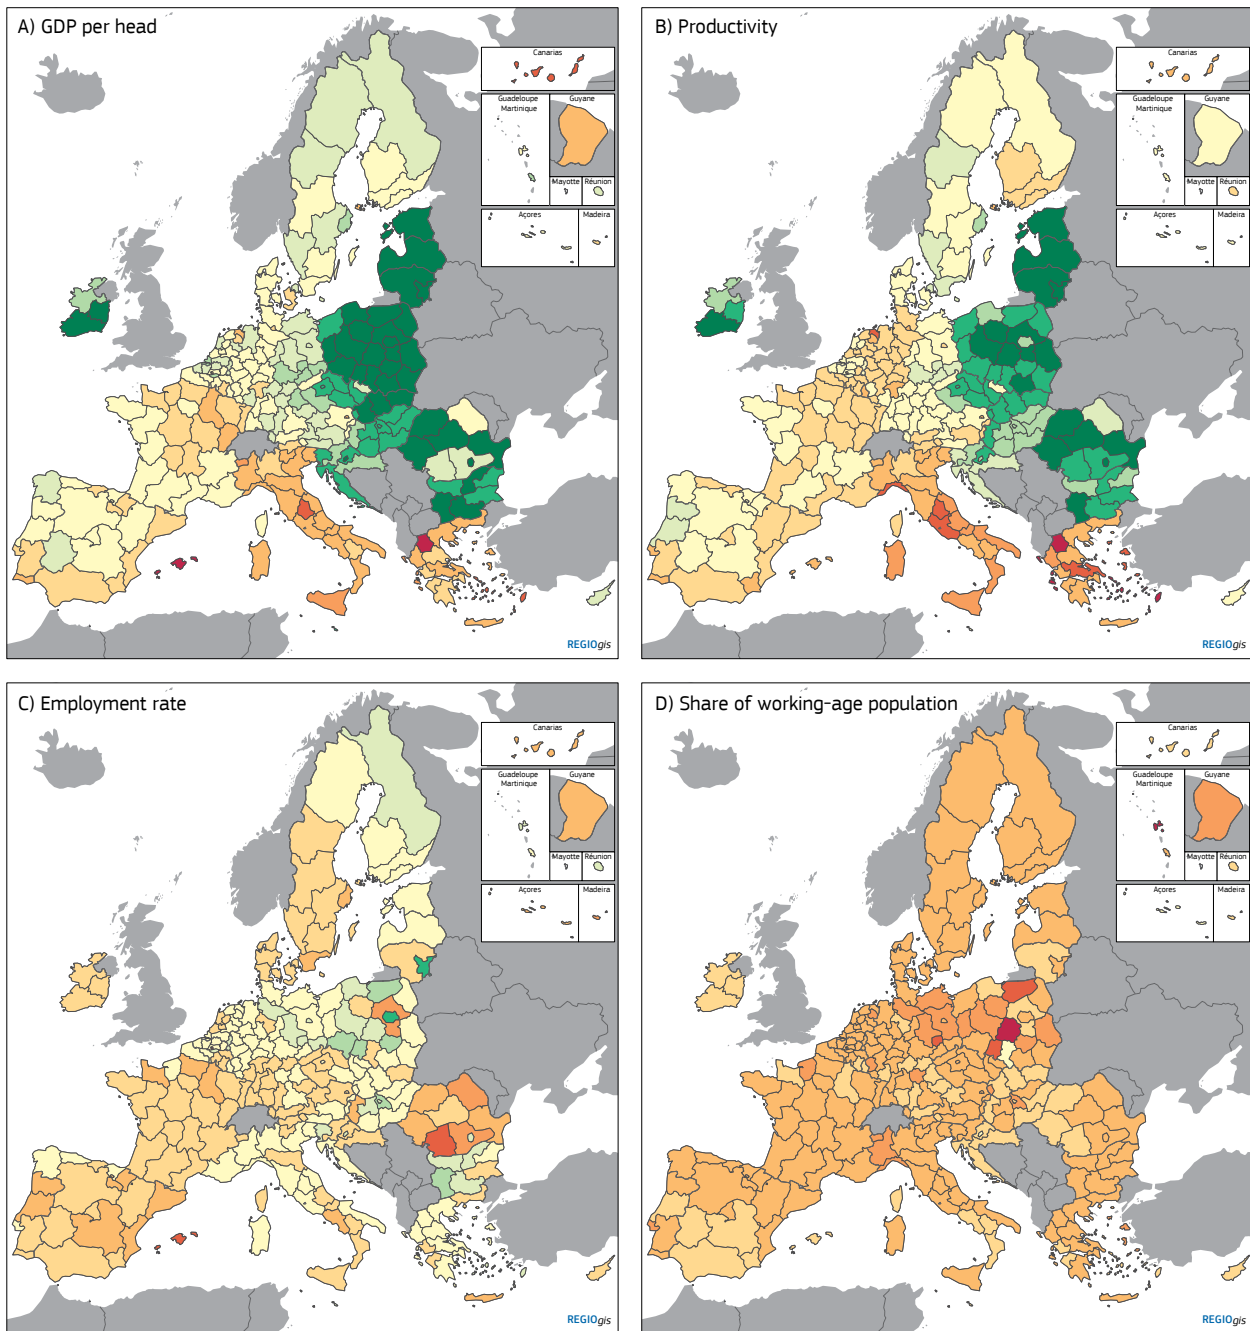 A) GDP per head
Canarias
Guadeloupe
Martinique
Guyane
Mayotte
Réunion
Açores
Madeira
REGIOgis
B) Productivity
Canarias
Guadeloupe
Martinique
Guyane
Mayotte
Réunion
Açores
Madeira
REGIOgis
C) Employment rate
Canarias
Guadeloupe
Martinique
Guyane
Mayotte
Réunion
Açores
Madeira
REGIOgis
D) Share of working-age population
Canarias
Guadeloupe
Martinique
Guyane
Mayotte
Réunion
Açores
Madeira
REGIOgis